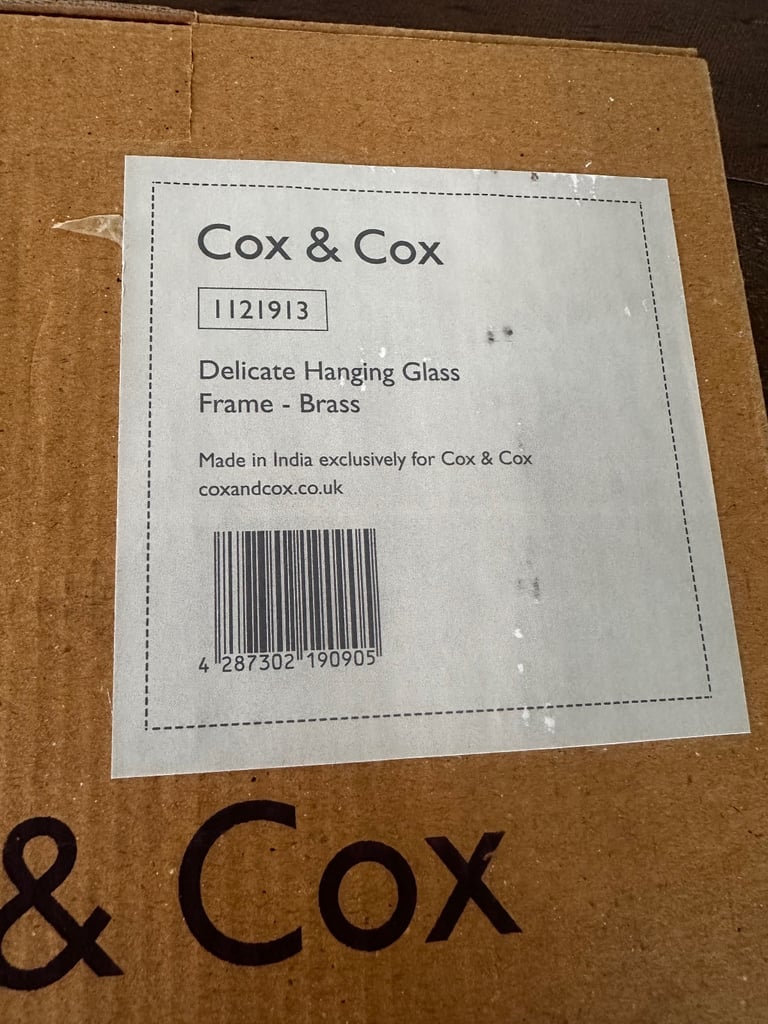 Cox & Cox
1121913
Delicate Hanging Glass
Frame - Brass
Made in India exclusively for Cox & Cox
coxandcox.co.uk
4 287302 190905
& Cox